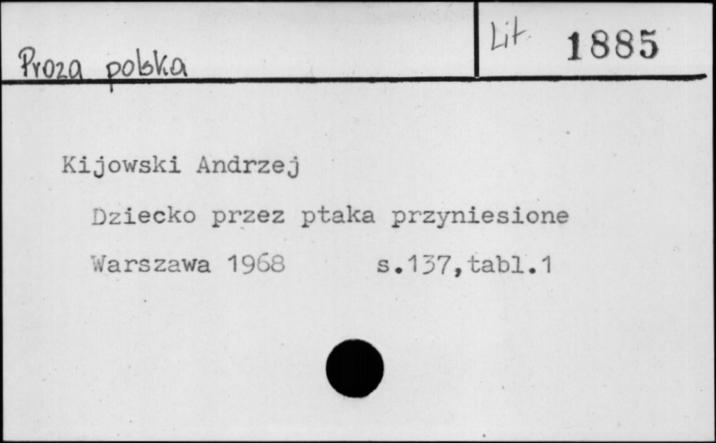 Proza polska
Lit. 1885
Kijowski Andrzej
Dziecko przez ptaka przyniesione
Warszawa 1968 s.137,tabl.1